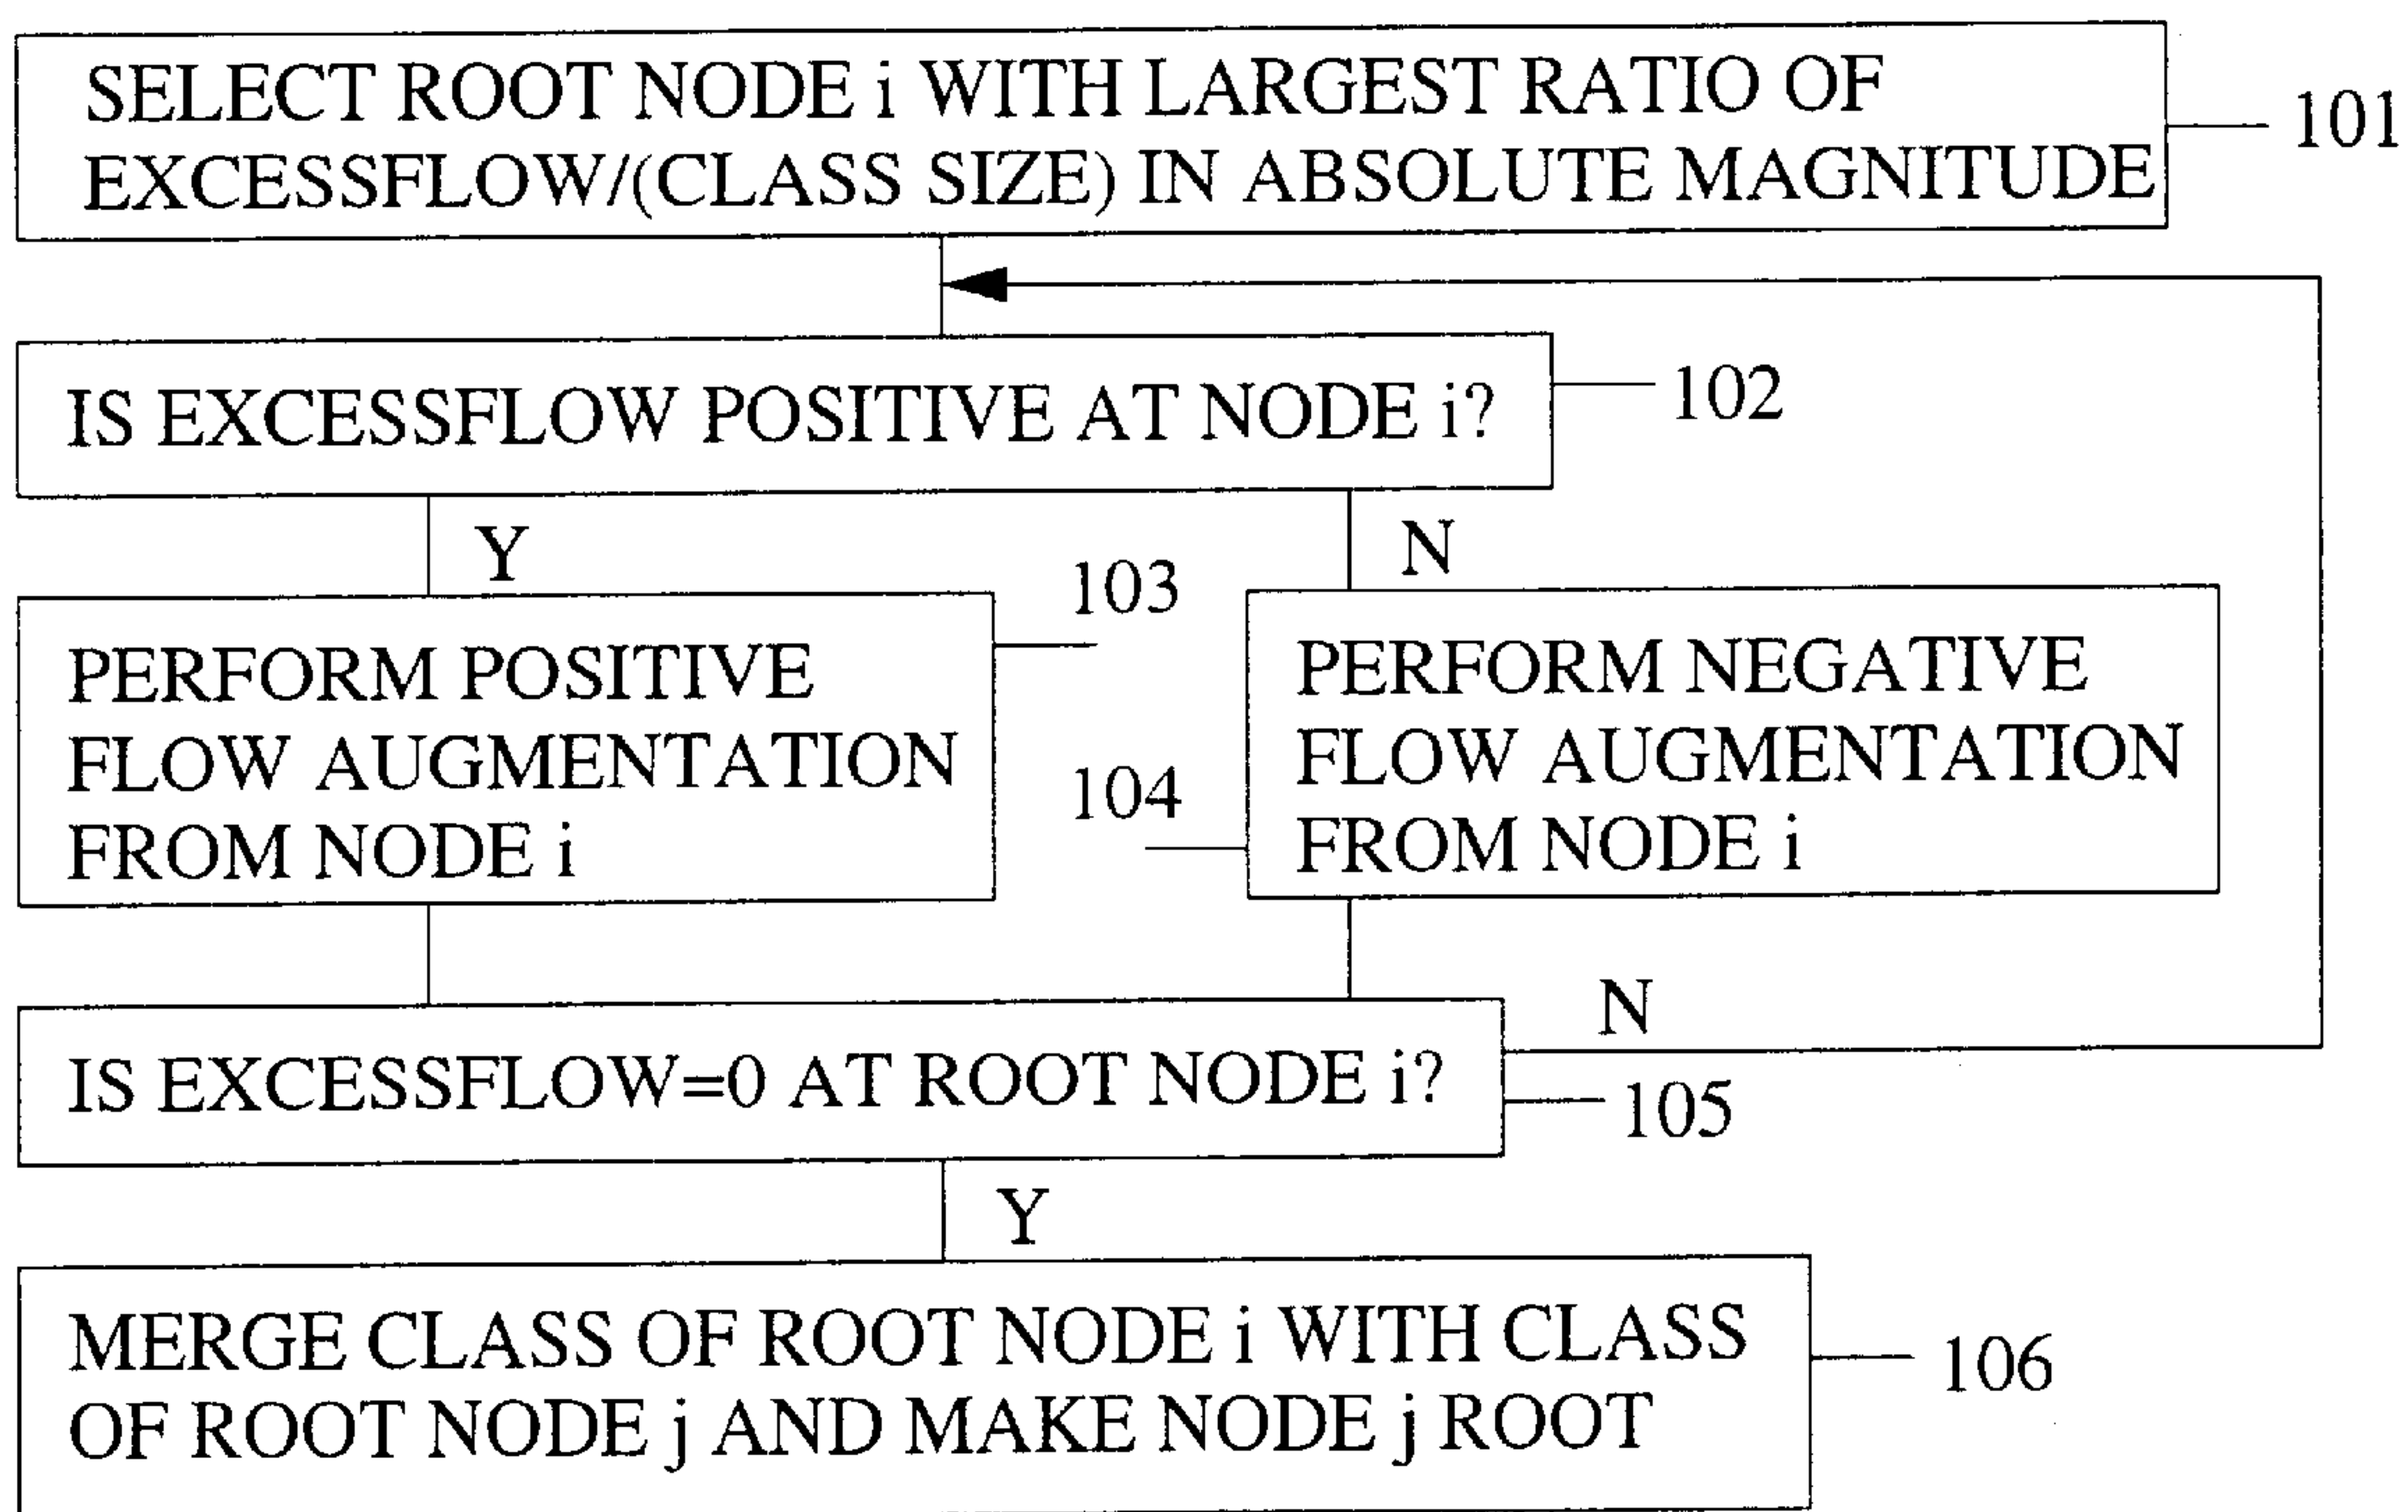 SELECT ROOT NODE i WITH LARGEST RATIO OF
EXCESSFLOW/(CLASS SIZE) IN ABSOLUTE MAGNITUDE
101
IS EXCESSFLOW POSITIVE AT NODE i?
102
Y
N
103
PERFORM POSITIVE
FLOW AUGMENTATION
FROM NODE i
104
PERFORM NEGATIVE
FLOW AUGMENTATION
FROM NODE i
N
IS EXCESSFLOW=0 AT ROOT NODE i?
105
Y
MERGE CLASS OF ROOT NODE i WITH CLASS
OF ROOT NODE j AND MAKE NODE j ROOT
106